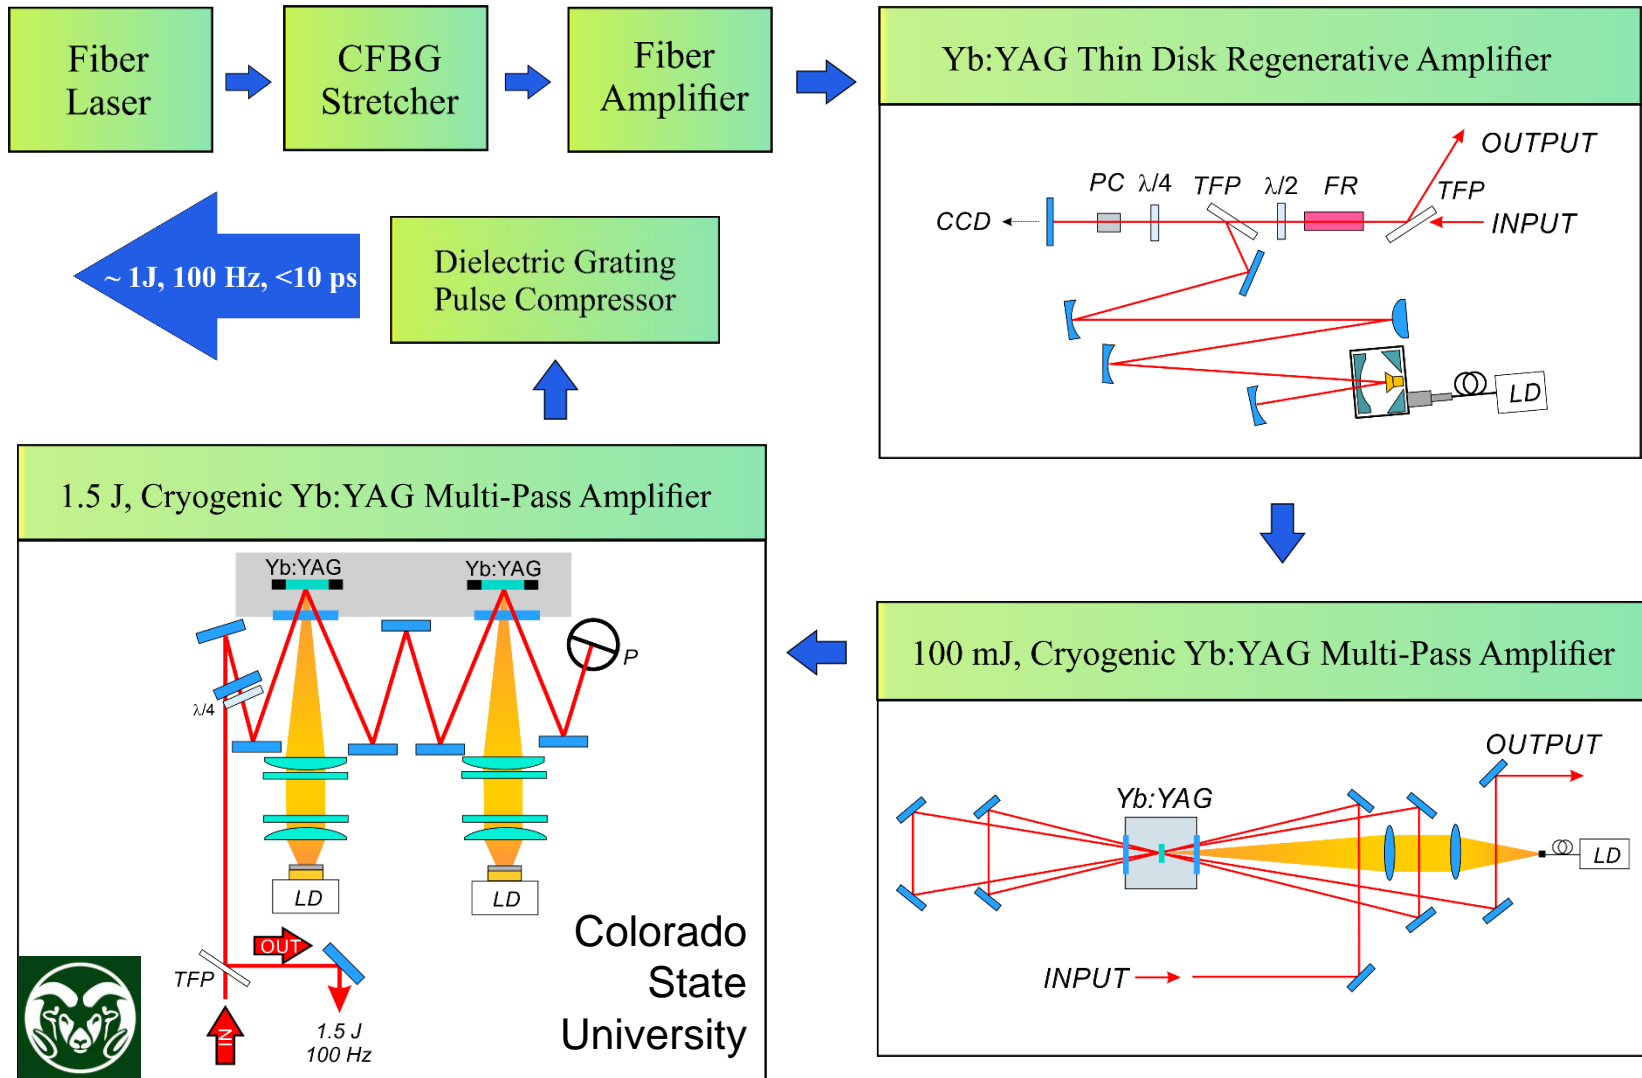 Fiber
Laser
CFBG
Stretcher
Fiber
Amplifier
Yb:YAG Thin Disk Regenerative Amplifier
OUTPUT
PC
λ/4
TFP
λ/2
FR
TFP
CCD
INPUT
LD
~ 1J, 100 Hz, <10 ps
Dielectric Grating
Pulse Compressor
1.5 J, Cryogenic Yb:YAG Multi-Pass Amplifier
Yb:YAG
Yb:YAG
P
λ/4
LD
LD
OUT
TFP
IN
1.5 J
100 Hz
Colorado
State
University
100 mJ, Cryogenic Yb:YAG Multi-Pass Amplifier
OUTPUT
Yb:YAG
LD
INPUT